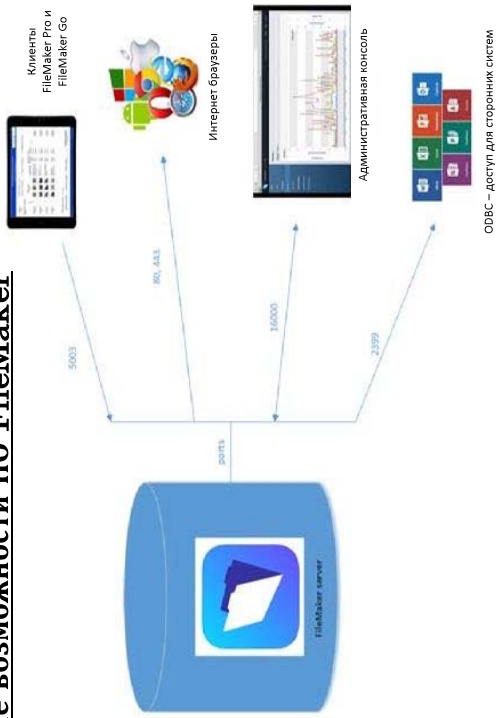 возможности по FileMaker
Клиенты
FileMaker Pro и
FileMaker Go
5003
Интернет браузеры
80, 443
Административная консоль
16000
ports
2399
ODBC – доступ для сторонних систем
FileMaker server